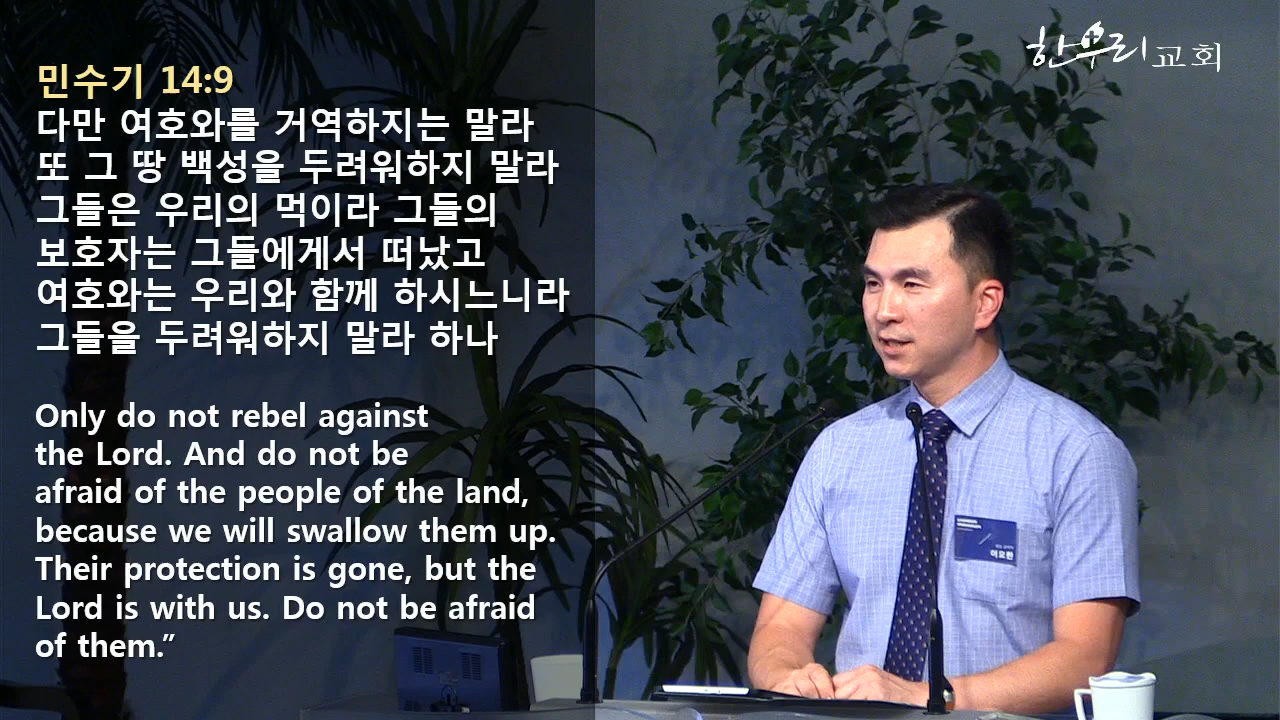 민수기 14:9
다만 여호와를 거역하지는 말라
또 그 땅 백성을 두려워하지 말라
그들은 우리의 먹이라 그들의
보호자는 그들에게서 떠났고
여호와는 우리와 함께 하시느니라
그들을 두려워하지 말라 하나
Only do not rebel against
the Lord. And do not be
afraid of the people of the land,
because we will swallow them up.
Their protection is gone, but the
Lord is with us. Do not be afraid
of them.”
한우리교회
이요한